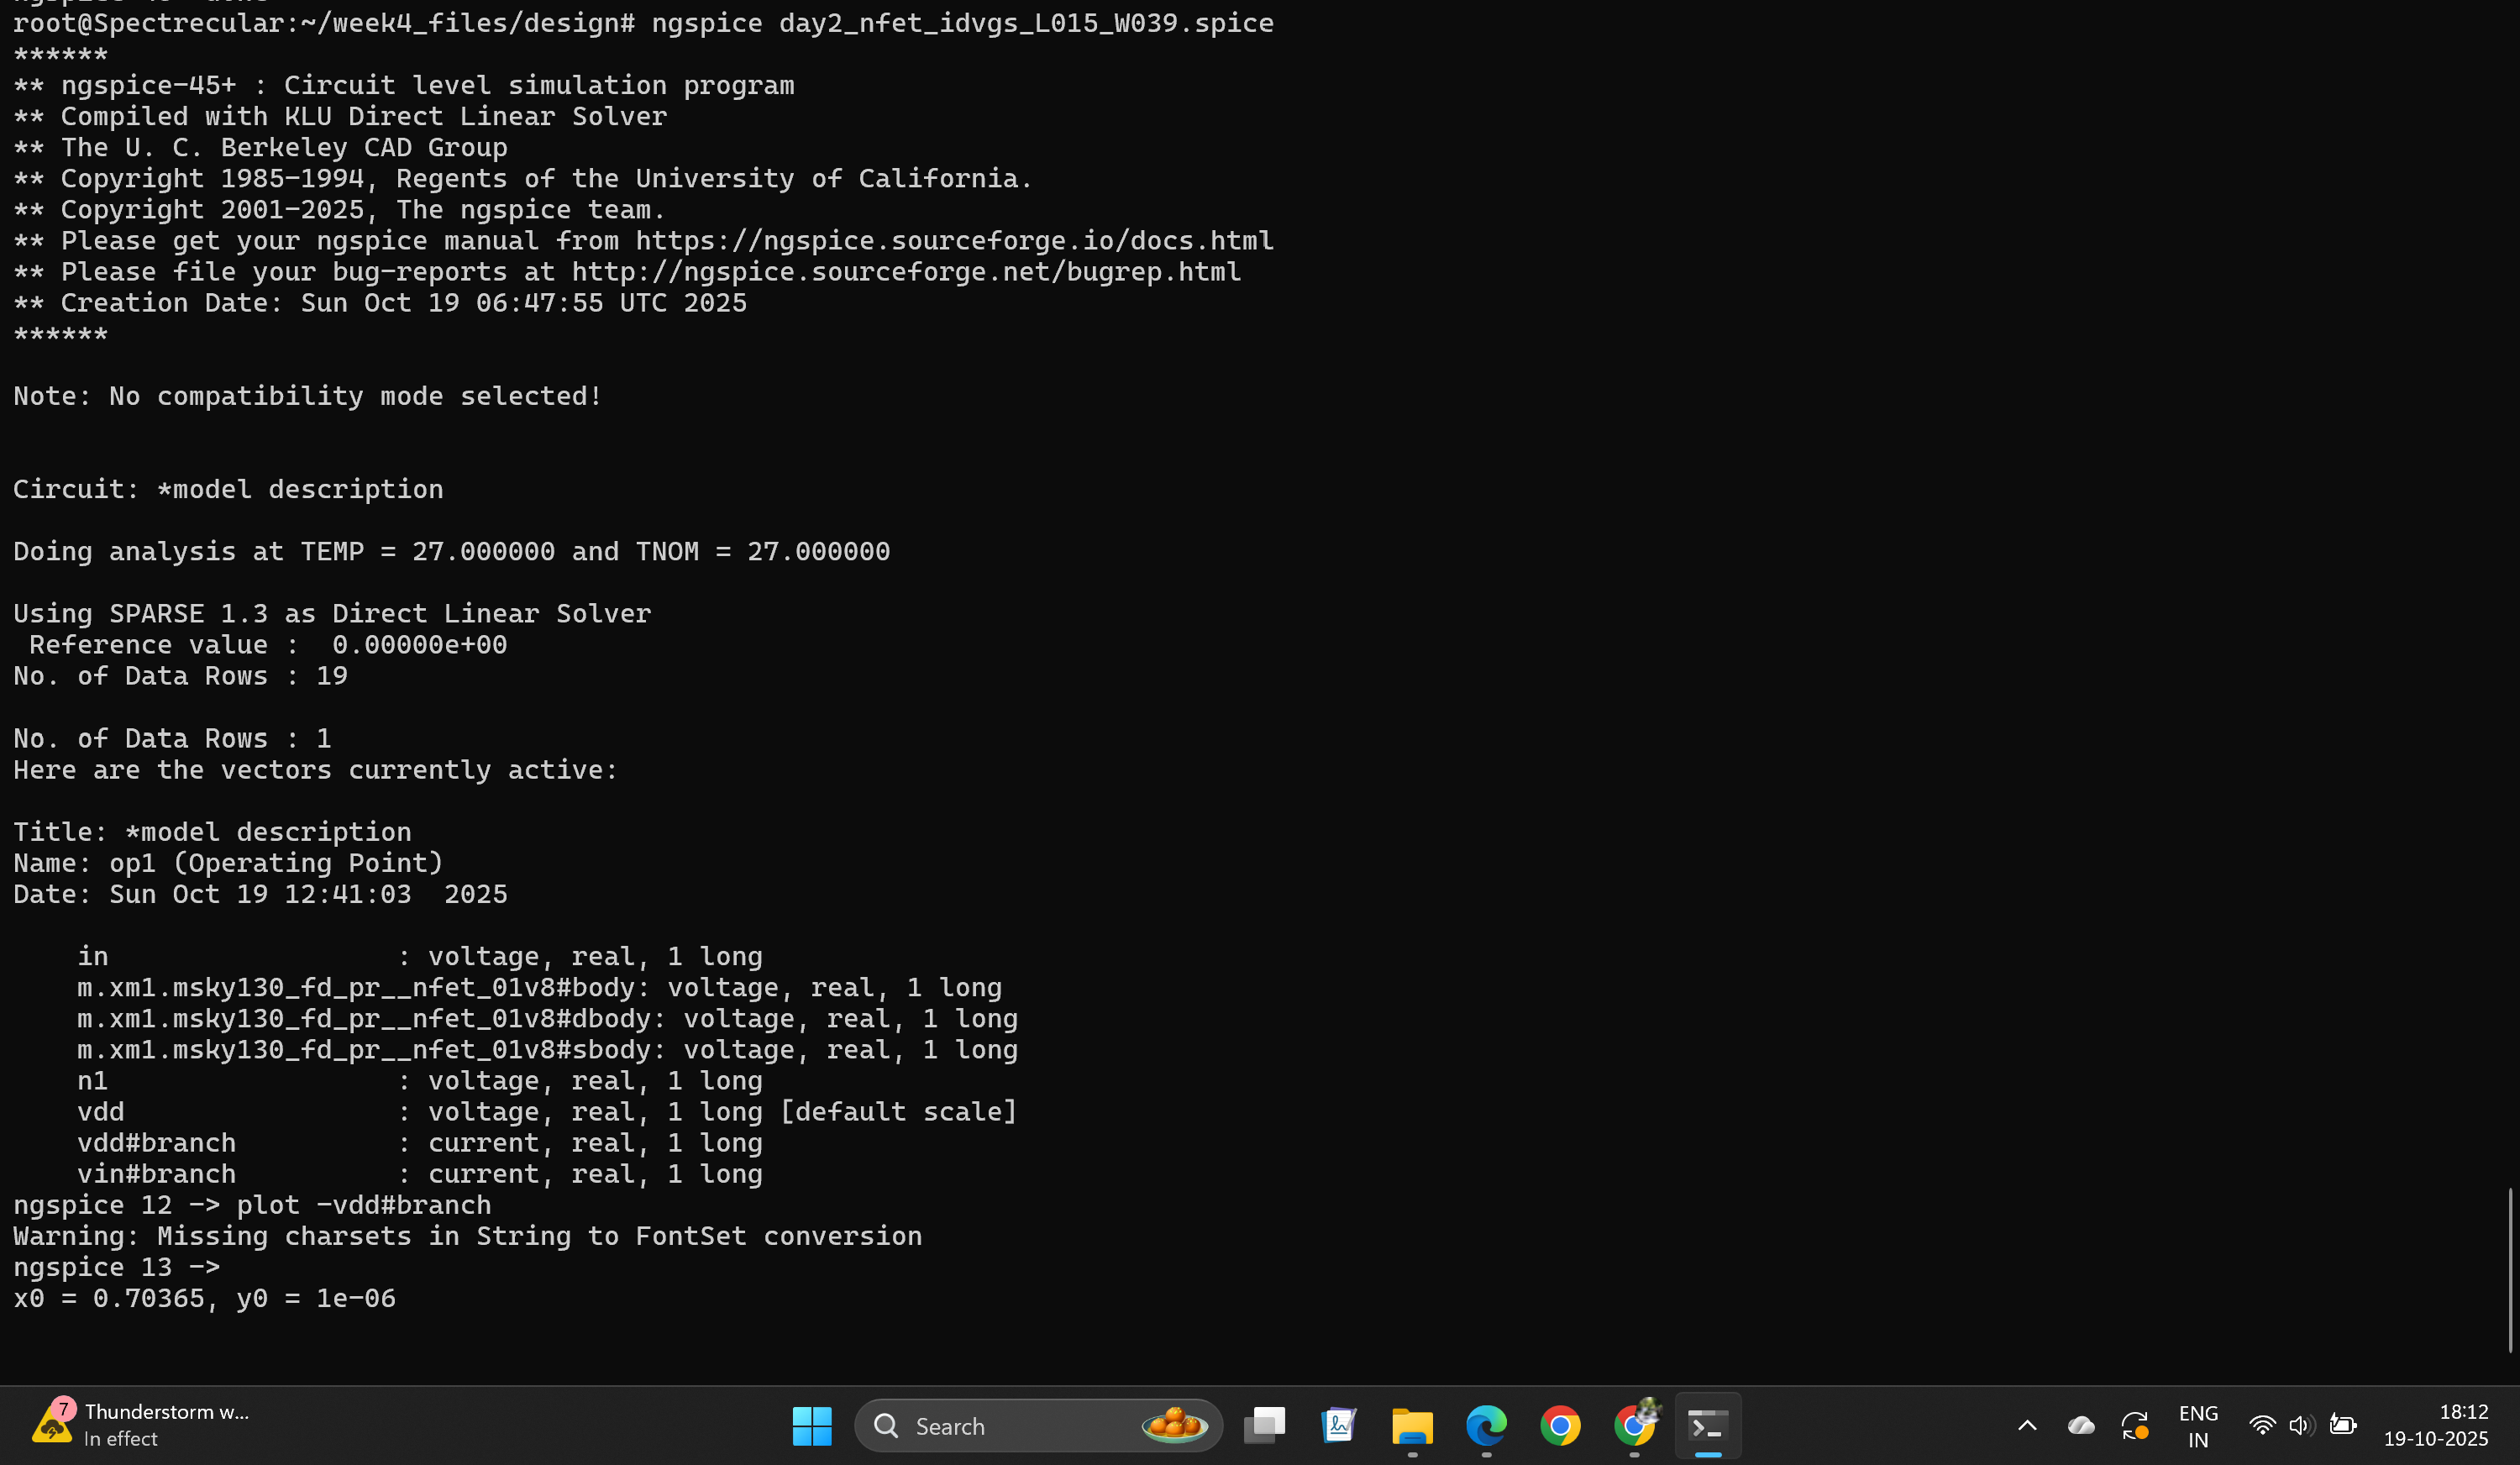 root@Spectrecular:~/week4_files/design# ngspice day2_nfet_idvgs_L015_W039.spice
******
** ngspice-45+ : Circuit level simulation program
** Compiled with KLU Direct Linear Solver
** The U. C. Berkeley CAD Group
** Copyright 1985-1994, Regents of the University of California.
** Copyright 2001-2025, The ngspice team.
** Please get your ngspice manual from https://ngspice.sourceforge.io/docs.html
** Please file your bug-reports at http://ngspice.sourceforge.net/bugrep.html
** Creation Date: Sun Oct 19 06:47:55 UTC 2025
******
Note: No compatibility mode selected!
Circuit: *model description
Doing analysis at TEMP = 27.000000 and TNOM = 27.000000
Using SPARSE 1.3 as Direct Linear Solver
Reference value :  0.00000e+00
No. of Data Rows : 19
No. of Data Rows : 1
Here are the vectors currently active:
Title: *model description
Name: op1 (Operating Point)
Date: Sun Oct 19 12:41:03  2025
in                  : voltage, real, 1 long
m.xm1.msky130_fd_pr__nfet_01v8#body: voltage, real, 1 long
m.xm1.msky130_fd_pr__nfet_01v8#dbody: voltage, real, 1 long
m.xm1.msky130_fd_pr__nfet_01v8#sbody: voltage, real, 1 long
n1                  : voltage, real, 1 long
vdd                 : voltage, real, 1 long [default scale]
vdd#branch          : current, real, 1 long
vin#branch          : current, real, 1 long
ngspice 12 -> plot -vdd#branch
Warning: Missing charsets in String to FontSet conversion
ngspice 13 ->
x0 = 0.70365, y0 = 1e-06
7
Thunderstorm w...
In effect
Search
ENG
IN
18:12
19-10-2025